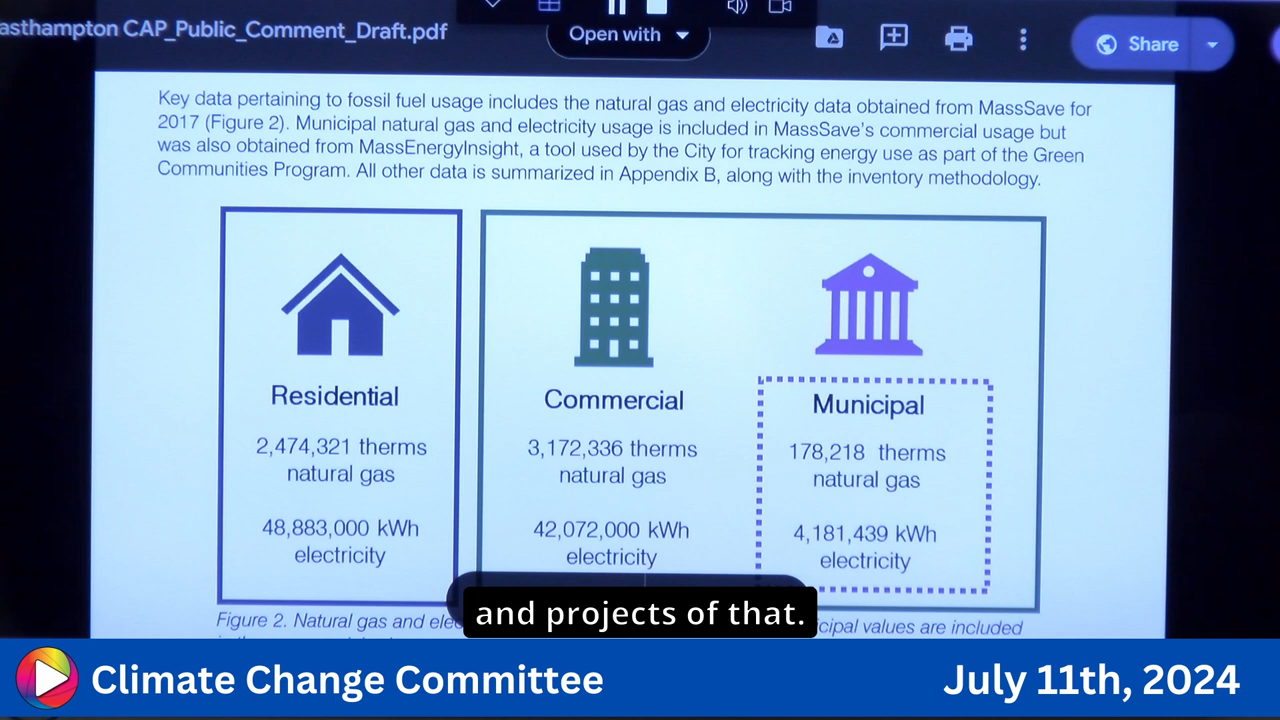 asthampton CAP_Public_Comment_Draft.pdf
Open with
Share
Key data pertaining to fossil fuel usage includes the natural gas and electricity data obtained from MassSave for
2017 (Figure 2). Municipal natural gas and electricity usage is included in MassSave's commercial usage but
was also obtained from MassEnergyInsight, a tool used by the City for tracking energy use as part of the Green
Communities Program. All other data is summarized in Appendix B, along with the inventory methodology.
Residential
2,474,321 therms
natural gas
48,883,000 kWh
electricity
Commercial
3,172,336 therms
natural gas
42,072,000 kWh
electricity
Municipal
178,218 therms
natural gas
4,181,439 kWh
electricity
Figure 2. Natural gas and elec
cipal values are included
and projects of that.
Climate Change Committee
July 11th, 2024